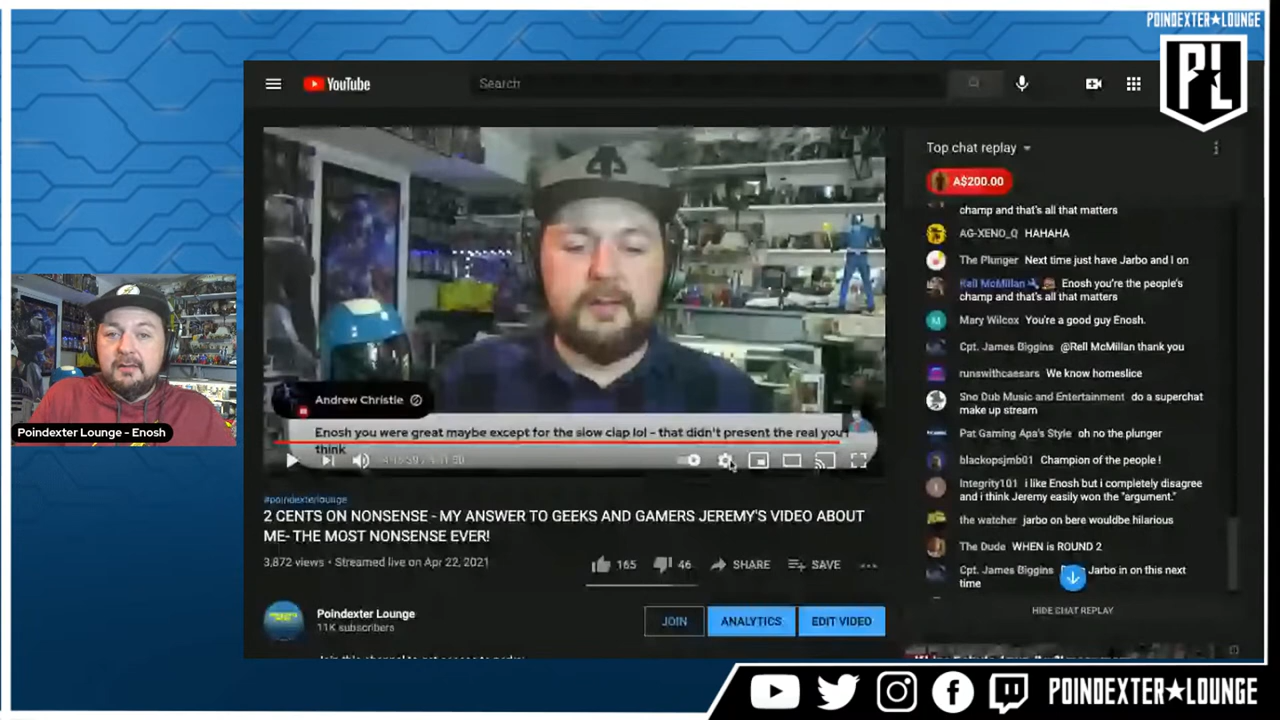 POINDEXTER★LOUNGE
PL
YouTube
Search
Top chat replay
A$200.00
champ and that's all that matters
AG-XENO_Q HAHAHA
The Plunger Next time just have Jarbo and I on
Rell McMillan Enosh you're the people's
champ and that's all that matters
Mary Wilcox You're a good guy Enosh.
Cpt. James Biggins @Rell McMillan thank you
runswithcaesars We know homeslice
Sno Dub Music and Entertainment do a superchat
make up stream
Pat Gaming Apa's Style oh no the plunger
blackopsjmb01 Champion of the people !
Integrity101 i like Enosh but i completely disagree
and i think Jeremy easily won the "argument."
the watcher jarbo on bere wouldbe hilarious
The Dude WHEN is ROUND 2
Cpt. James Biggins Jarbo in on this next
time
HIDE CHAT REPLAY
Andrew Christie
Enosh you were great maybe except for the slow clap lol - that didn't present the real you I
think
Poindexter Lounge - Enosh
#poindexterlounge
2 CENTS ON NONSENSE - MY ANSWER TO GEEKS AND GAMERS JEREMY'S VIDEO ABOUT
ME- THE MOST NONSENSE EVER!
3,872 views • Streamed live on Apr 22, 2021
165
46
SHARE
SAVE
Poindexter Lounge
11K subscribers
JOIN
ANALYTICS
EDIT VIDEO
POINDEXTER★LOUNGE